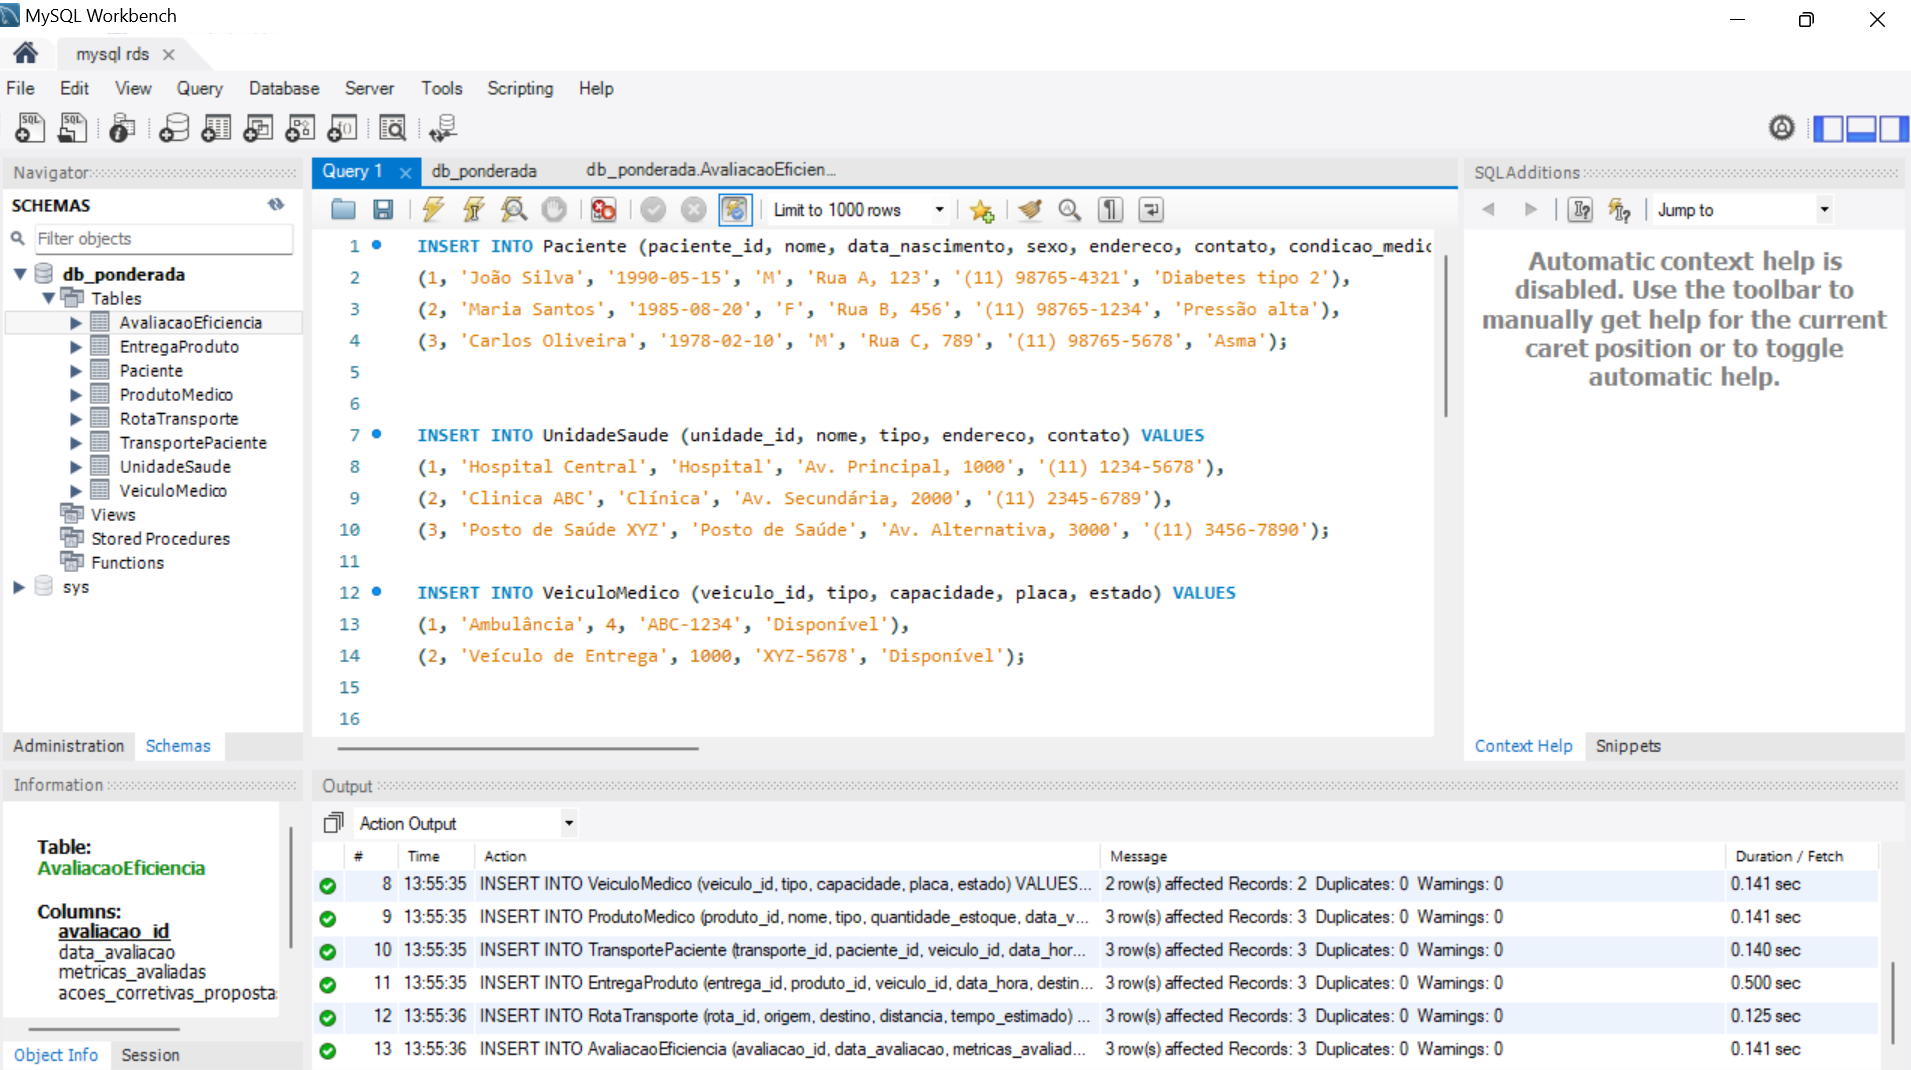 MySQL Workbench
mysql rds
File Edit View Query Database Server Tools Scripting Help
Navigator
SCHEMAS
Filter objects
db_ponderada
Tables
AvaliacaoEficiencia
EntregaProduto
Paciente
ProdutoMedico
RotaTransporte
TransportePaciente
UnidadeSaude
VeiculoMedico
Views
Stored Procedures
Functions
sys
Administration Schemas
Information
Table:
AvaliacaoEficiencia
Columns:
avaliacao_id
data_avaliacao
metricas_avaliadas
acoes_corretivas_proposta
Object Info Session
Query 1 db_ponderada db_ponderada.AvaliacaoEficien...
Limit to 1000 rows
1 INSERT INTO Paciente (paciente_id, nome, data_nascimento, sexo, endereco, contato, condicao_medic
2 (1, 'João Silva', '1990-05-15', 'M', 'Rua A, 123', '(11) 98765-4321', 'Diabetes tipo 2'),
3 (2, 'Maria Santos', '1985-08-20', 'F', 'Rua B, 456', '(11) 98765-1234', 'Pressão alta'),
4 (3, 'Carlos Oliveira', '1978-02-10', 'M', 'Rua C, 789', '(11) 98765-5678', 'Asma');
5
6
7 INSERT INTO UnidadeSaude (unidade_id, nome, tipo, endereco, contato) VALUES
8 (1, 'Hospital Central', 'Hospital', 'Av. Principal, 1000', '(11) 1234-5678'),
9 (2, 'Clinica ABC', 'Clínica', 'Av. Secundária, 2000', '(11) 2345-6789'),
10 (3, 'Posto de Saúde XYZ', 'Posto de Saúde', 'Av. Alternativa, 3000', '(11) 3456-7890');
11
12 INSERT INTO VeiculoMedico (veiculo_id, tipo, capacidade, placa, estado) VALUES
13 (1, 'Ambulância', 4, 'ABC-1234', 'Disponível'),
14 (2, 'Veículo de Entrega', 1000, 'XYZ-5678', 'Disponível');
15
16
SQLAdditions
Jump to
Automatic context help is
disabled. Use the toolbar to
manually get help for the current
caret position or to toggle
automatic help.
Context Help Snippets
Output
Action Output
# Time Action Message Duration / Fetch
8 13:55:35 INSERT INTO VeiculoMedico (veiculo_id, tipo, capacidade, placa, estado) VALUES... 2 row(s) affected Records: 2 Duplicates: 0 Warnings: 0 0.141 sec
9 13:55:35 INSERT INTO ProdutoMedico (produto_id, nome, tipo, quantidade_estoque, data_v... 3 row(s) affected Records: 3 Duplicates: 0 Warnings: 0 0.141 sec
10 13:55:35 INSERT INTO TransportePaciente (transporte_id, paciente_id, veiculo_id, data_hor... 3 row(s) affected Records: 3 Duplicates: 0 Warnings: 0 0.140 sec
11 13:55:35 INSERT INTO EntregaProduto (entrega_id, produto_id, veiculo_id, data_hora, destin... 3 row(s) affected Records: 3 Duplicates: 0 Warnings: 0 0.500 sec
12 13:55:36 INSERT INTO RotaTransporte (rota_id, origem, destino, distancia, tempo_estimado) ... 3 row(s) affected Records: 3 Duplicates: 0 Warnings: 0 0.125 sec
13 13:55:36 INSERT INTO AvaliacaoEficiencia (avaliacao_id, data_avaliacao, metricas_avaliad... 3 row(s) affected Records: 3 Duplicates: 0 Warnings: 0 0.141 sec